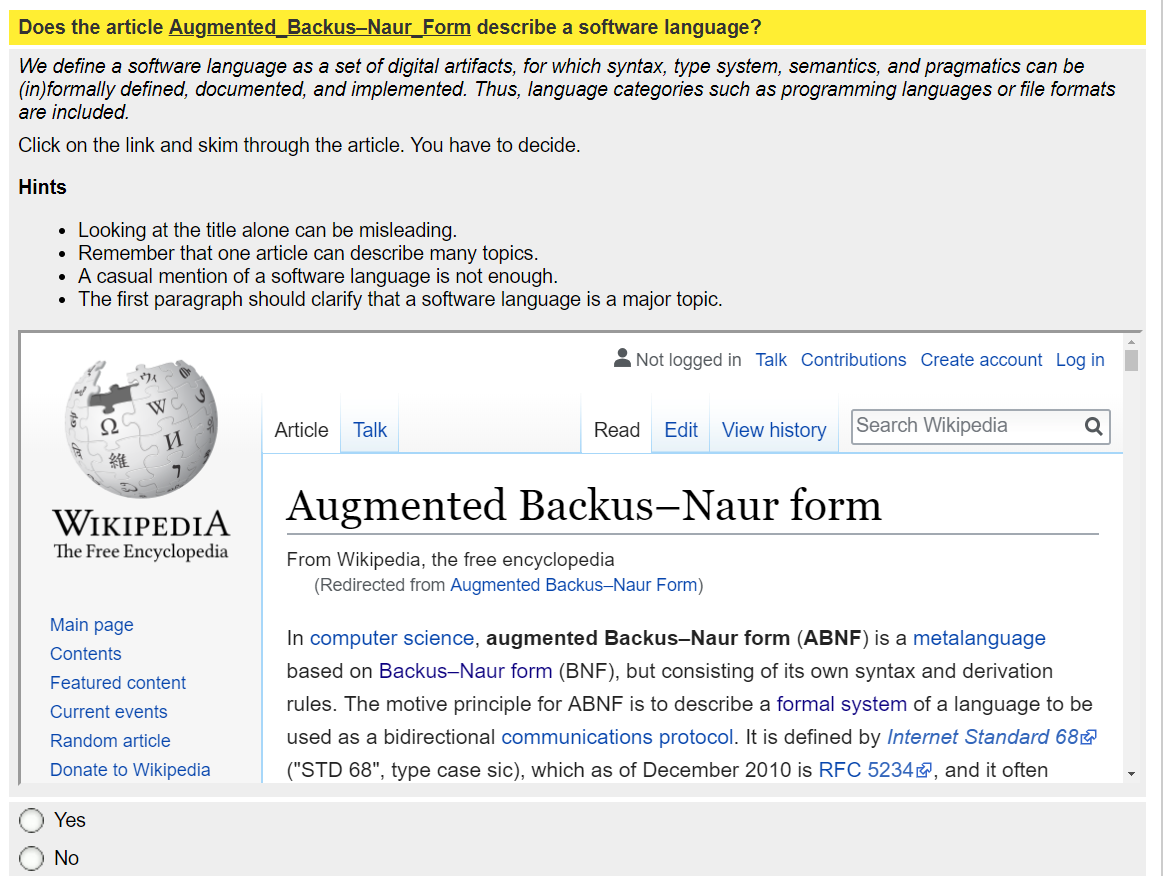 Does the article Augmented_Backus–Naur_Form describe a software language?
We define a software language as a set of digital artifacts, for which syntax, type system, semantics, and pragmatics can be
(in)formally defined, documented, and implemented. Thus, language categories such as programming languages or file formats
are included.
Click on the link and skim through the article. You have to decide.
Hints
• Looking at the title alone can be misleading.
• Remember that one article can describe many topics.
• A casual mention of a software language is not enough.
• The first paragraph should clarify that a software language is a major topic.
Not logged in Talk Contributions Create account Log in
Article Talk Read Edit View history Search Wikipedia
Ω W И 維 7
WIKIPEDIA
The Free Encyclopedia
Main page
Contents
Featured content
Current events
Random article
Donate to Wikipedia
Augmented Backus–Naur form
From Wikipedia, the free encyclopedia
(Redirected from Augmented Backus–Naur Form)
In computer science, augmented Backus–Naur form (ABNF) is a metalanguage
based on Backus–Naur form (BNF), but consisting of its own syntax and derivation
rules. The motive principle for ABNF is to describe a formal system of a language to be
used as a bidirectional communications protocol. It is defined by Internet Standard 68
("STD 68", type case sic), which as of December 2010 is RFC 5234, and it often
Yes
No